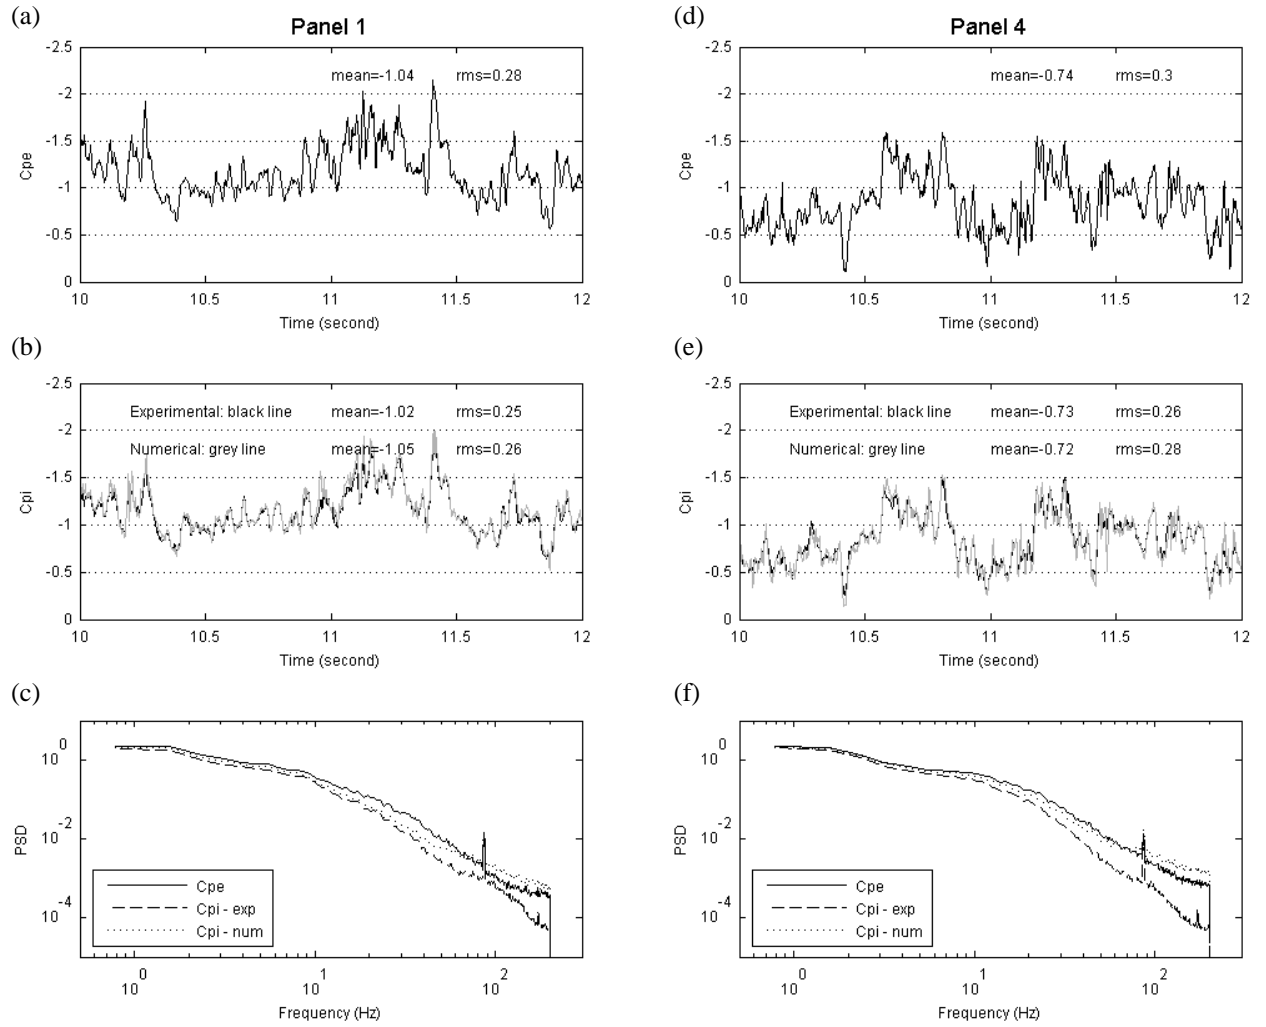 (a)
Panel 1
mean=-1.04 rms=0.28
-2.5
-2
-1.5
-1
-0.5
0
Cpe
10 10.5 11 11.5 12
Time (second)
(d)
Panel 4
mean=-0.74 rms=0.3
-2.5
-2
-1.5
-1
-0.5
0
Cpe
10 10.5 11 11.5 12
Time (second)
(b)
Experimental: black line mean=-1.02 rms=0.25
Numerical: grey line mean=-1.05 rms=0.26
-2.5
-2
-1.5
-1
-0.5
0
Cpi
10 10.5 11 11.5 12
Time (second)
(e)
Experimental: black line mean=-0.73 rms=0.26
Numerical: grey line mean=-0.72 rms=0.28
-2.5
-2
-1.5
-1
-0.5
0
Cpi
10 10.5 11 11.5 12
Time (second)
(c)
10^0
10^-2
10^-4
PSD
Cpe
Cpi - exp
Cpi - num
10^0 10^1 10^2
Frequency (Hz)
(f)
10^0
10^-2
10^-4
PSD
Cpe
Cpi - exp
Cpi - num
10^0 10^1 10^2
Frequency (Hz)